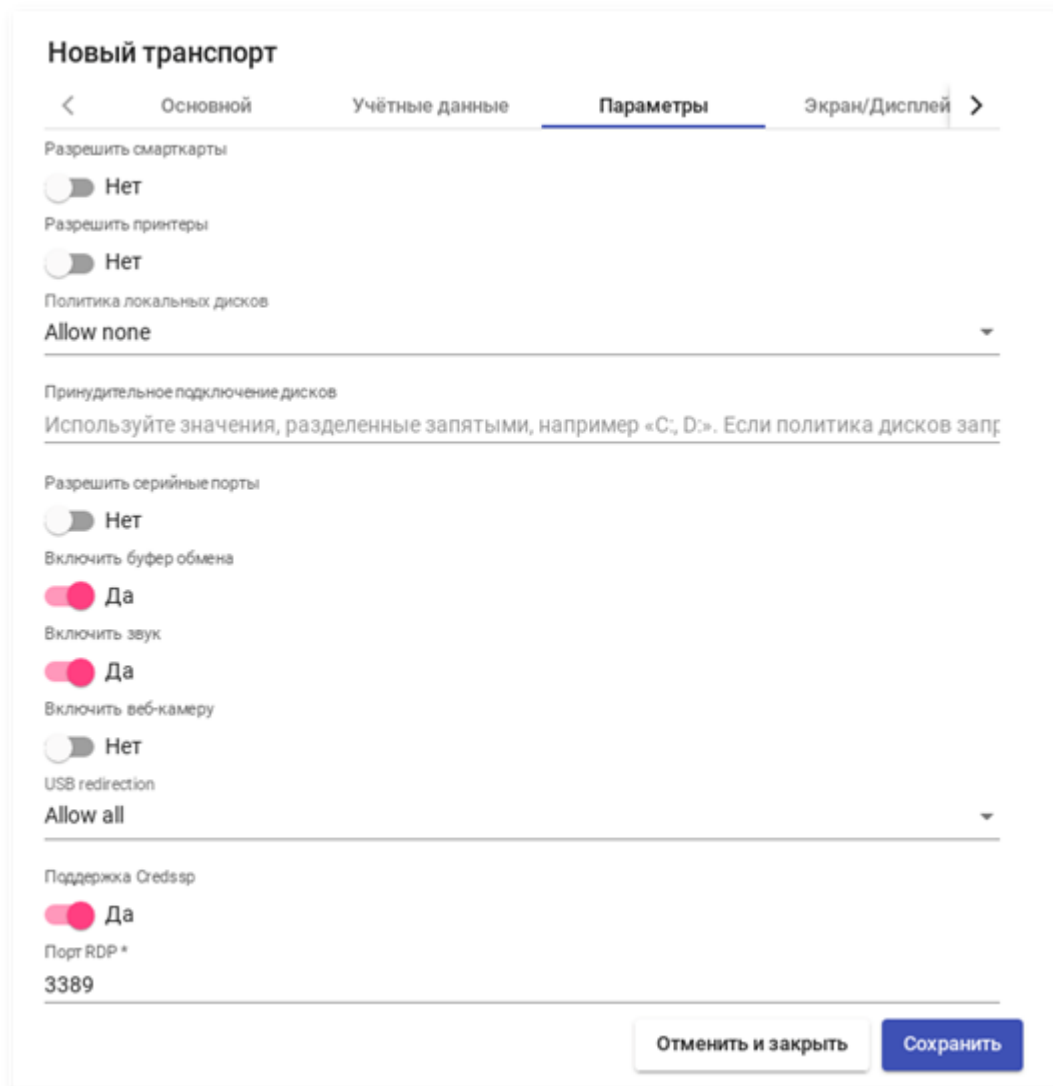 Новый транспорт
Основной Учётные данные Параметры Экран/Дисплей
Разрешить смарткарты
Нет
Разрешить принтеры
Нет
Политика локальных дисков
Allow none
Принудительное подключение дисков
Используйте значения, разделенные запятыми, например «C:, D:». Если политика дисков запр
Разрешить серийные порты
Нет
Включить буфер обмена
Да
Включить звук
Да
Включить веб-камеру
Нет
USB redirection
Allow all
Поддержка Credssp
Да
Порт RDP *
3389
Отменить и закрыть Сохранить